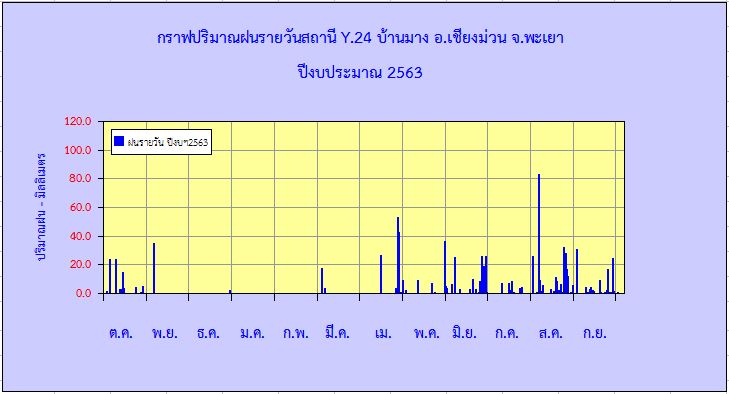 กราฟปริมาณฝนรายวันสถานี Y.24 บ้านมาง อ.เชียงม่วน จ.พะเยา
ปีงบประมาณ 2563
ปริมาณฝน - มิลลิเมตร
120.0
100.0
80.0
60.0
40.0
20.0
0.0
ฝนรายวัน ปีงบฯ2563
ต.ค. พ.ย. ธ.ค. ม.ค. ก.พ. มี.ค. เม. พ.ค. มิ.ย. ก.ค. ส.ค. ก.ย.